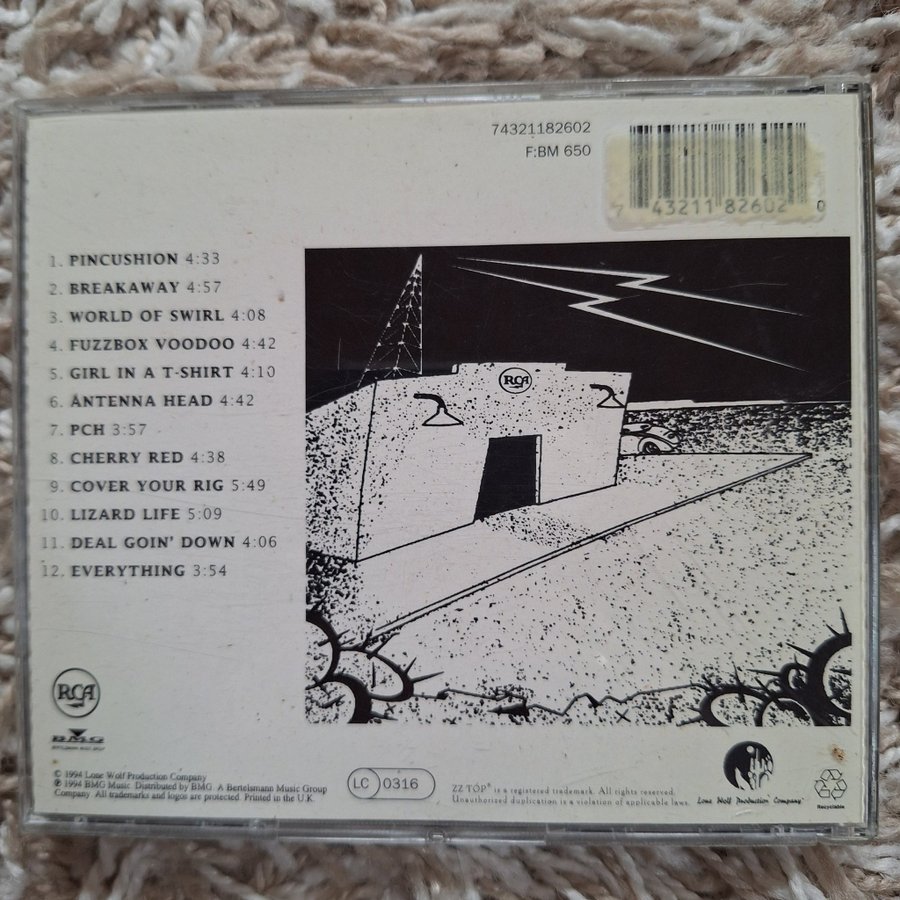 74321182602
F:BM 650
7 43211 82602 0
1. PINCUSHION 4:33
2. BREAKAWAY 4:57
3. WORLD OF SWIRL 4:08
4. FUZZBOX VOODOO 4:42
5. GIRL IN A T-SHIRT 4:10
6. ANTENNA HEAD 4:42
7. PCH 3:57
8. CHERRY RED 4:38
9. COVER YOUR RIG 5:49
10. LIZARD LIFE 5:09
11. DEAL GOIN' DOWN 4:06
12. EVERYTHING 3:54
RCA
RCA
BMG
© 1994 Lone Wolf Production Company
℗ 1994 BMG Music. Distributed by BMG. A Bertelsmann Music Group
Company. All trademarks and logos are protected. Printed in the U.K.
LC 0316
ZZ TOP® is a registered trademark. All rights reserved.
Unauthorized duplication is a violation of applicable laws.
Lone Wolf Production Company
Recyclable